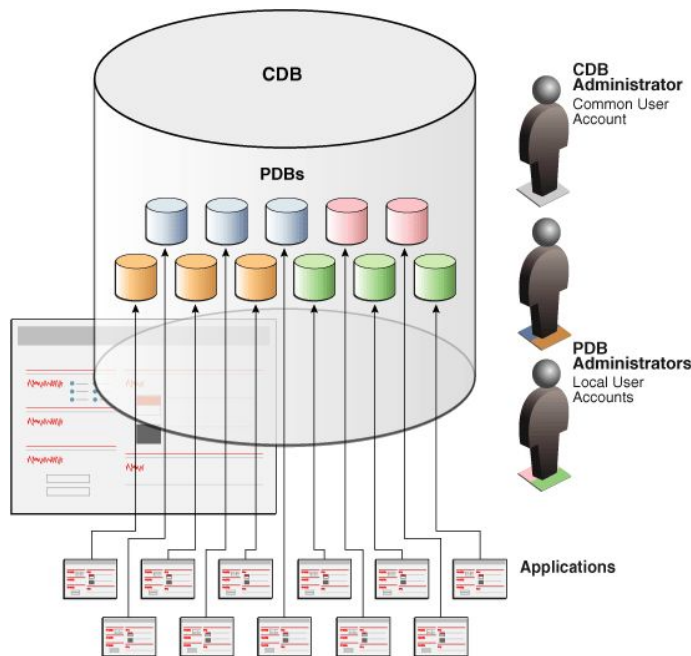 CDB
PDBs
CDB
Administrator
Common User
Account
PDB
Administrators
Local User
Accounts
Applications